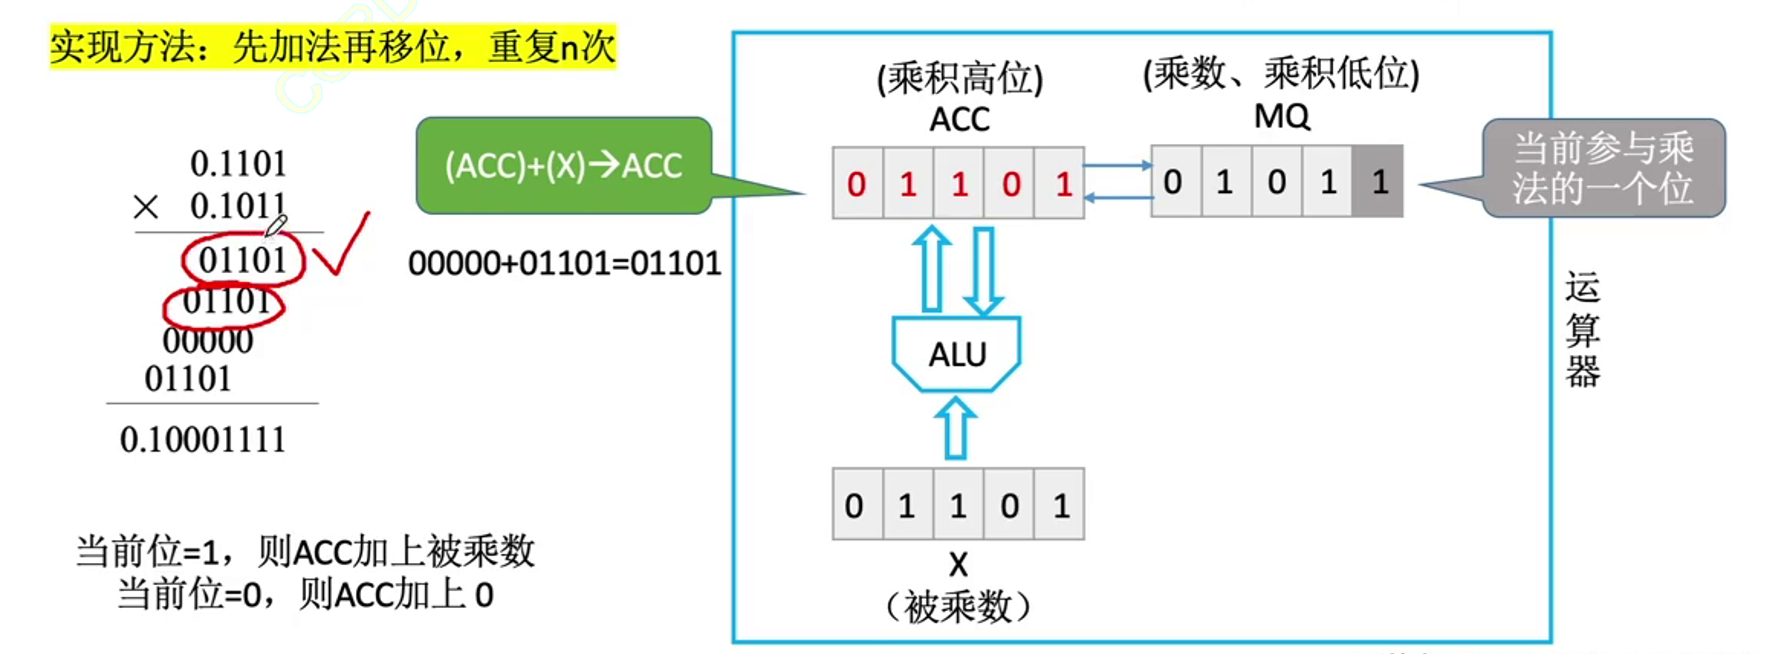 实现方法：先加法再移位，重复n次
0.1101
× 0.1011
01101
01101
00000
01101
0.10001111
当前位=1，则ACC加上被乘数
当前位=0，则ACC加上 0
(ACC)+(X)→ACC
00000+01101=01101
(乘积高位)
ACC
0 1 1 0 1
(乘数、乘积低位)
MQ
0 1 0 1 1
当前参与乘
法的一个位
ALU
0 1 1 0 1
X
（被乘数）
运
算
器